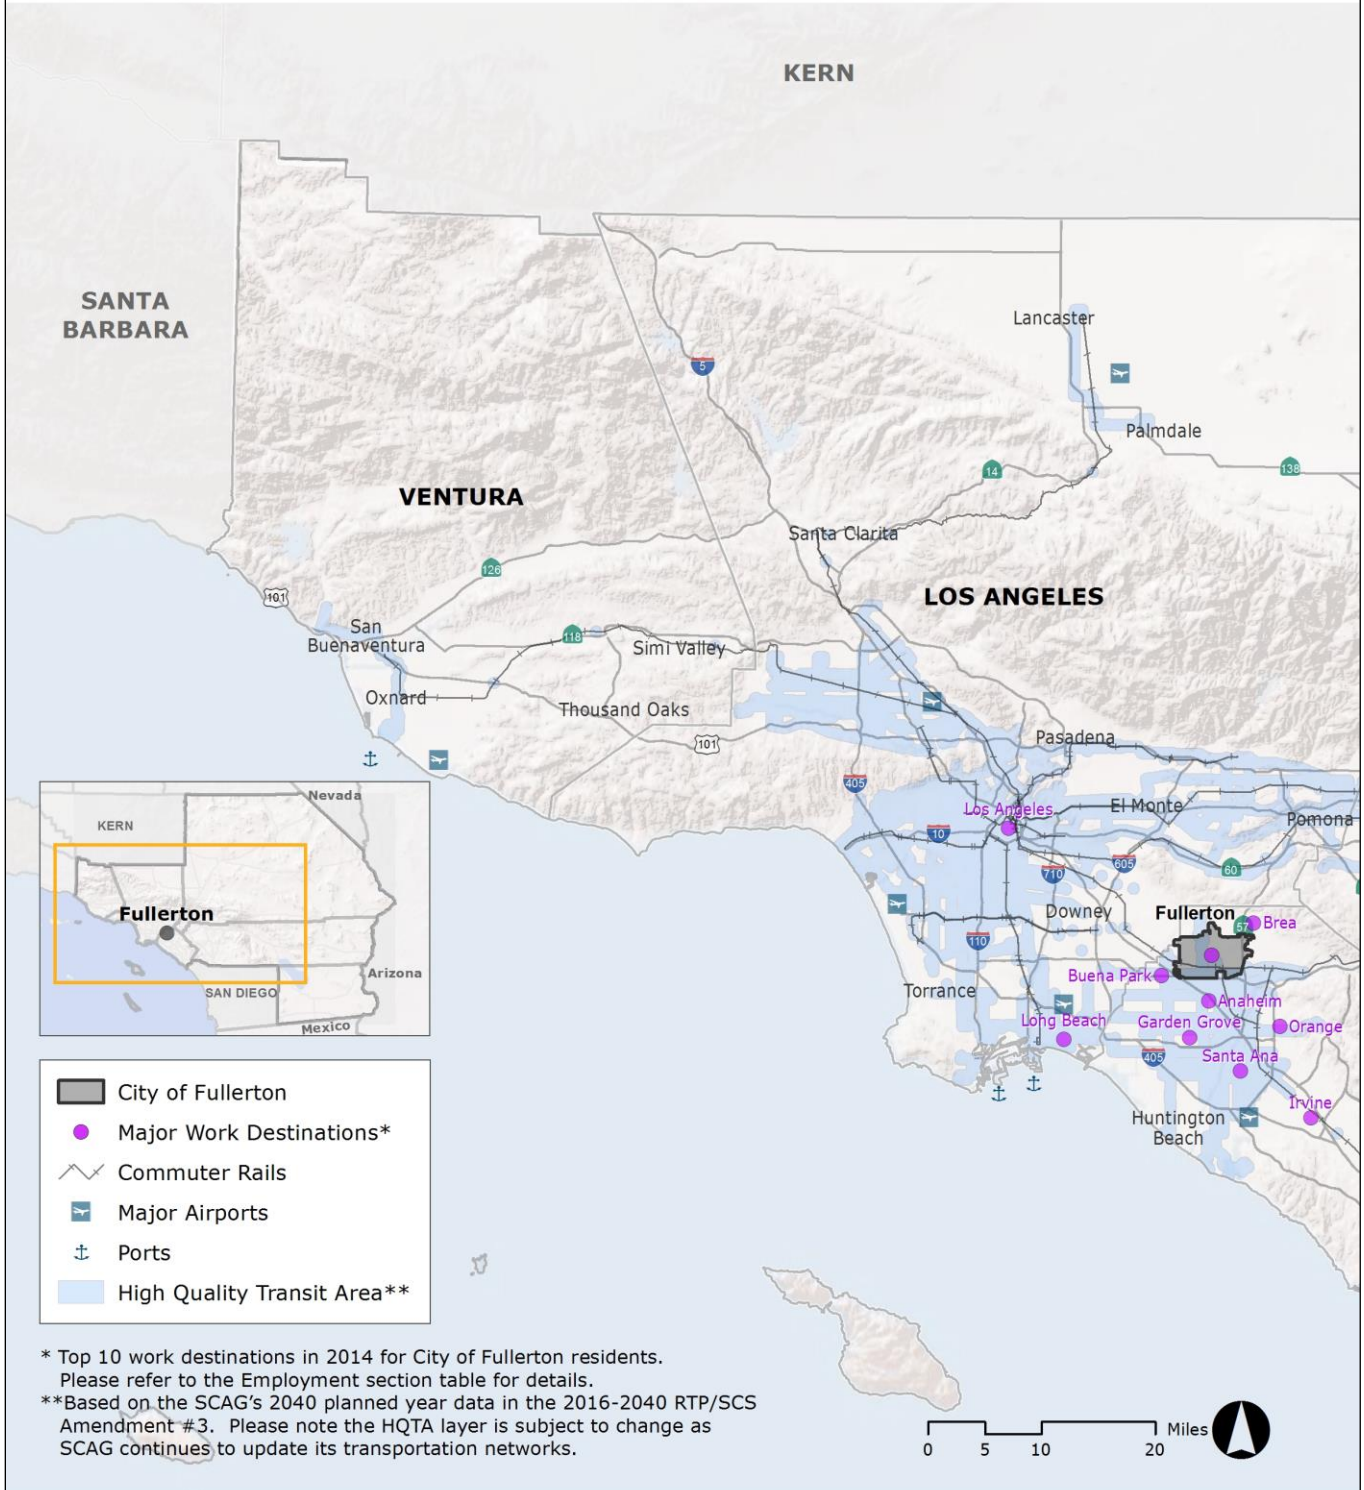 KERN
SANTA
BARBARA
Lancaster
5
Palmdale
14
138
VENTURA
Santa Clarita
126
LOS ANGELES
101
San
Buenaventura
118
Simi Valley
Oxnard
Thousand Oaks
101
Pasadena
405
Los Angeles
El Monte
10
Pomona
605
710
60
Downey
Fullerton
57
Brea
110
Buena Park
Torrance
Anaheim
Long Beach
Garden Grove
Orange
405
Santa Ana
Irvine
Huntington
Beach
Nevada
KERN
Fullerton
Arizona
SAN DIEGO
Mexico
City of Fullerton
Major Work Destinations*
Commuter Rails
Major Airports
Ports
High Quality Transit Area**
* Top 10 work destinations in 2014 for City of Fullerton residents.
Please refer to the Employment section table for details.
**Based on the SCAG's 2040 planned year data in the 2016-2040 RTP/SCS
Amendment #3. Please note the HQTA layer is subject to change as
SCAG continues to update its transportation networks.
Miles
0 5 10 20